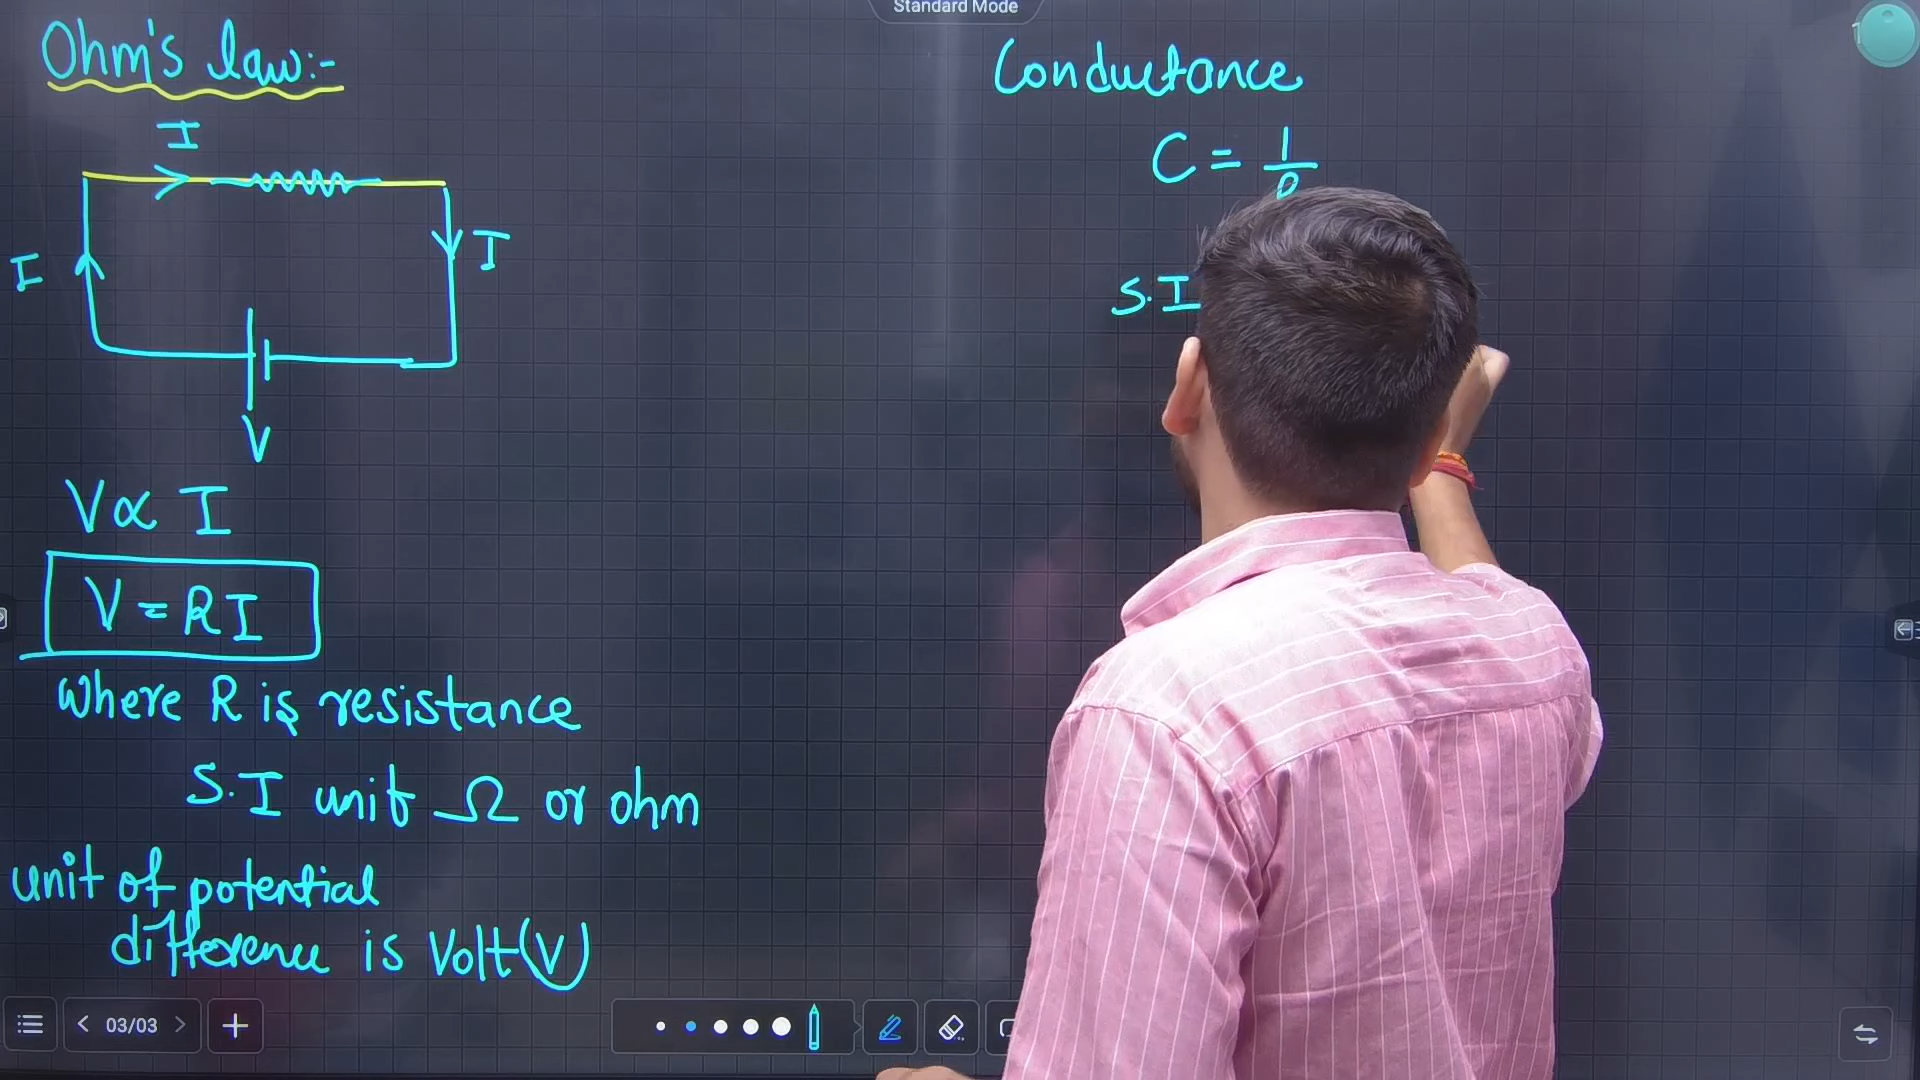 Standard Mode
Ohm's law:-
I
I
I
V
V ∝ I
V = RI
Where R is resistance
S.I unit Ω or ohm
unit of potential
difference is Volt(V)
03/03
Conductance
C = 1/
S.I